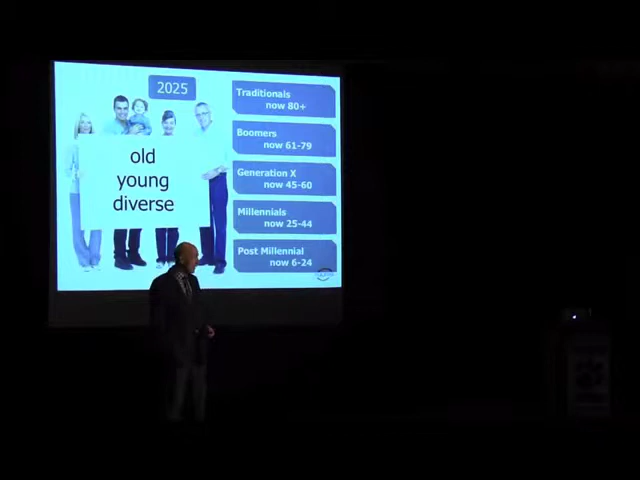 2025
old
young
diverse
Traditionals
now 80+
Boomers
now 61-79
Generation X
now 45-60
Millennials
now 25-44
Post Millennial
now 6-24